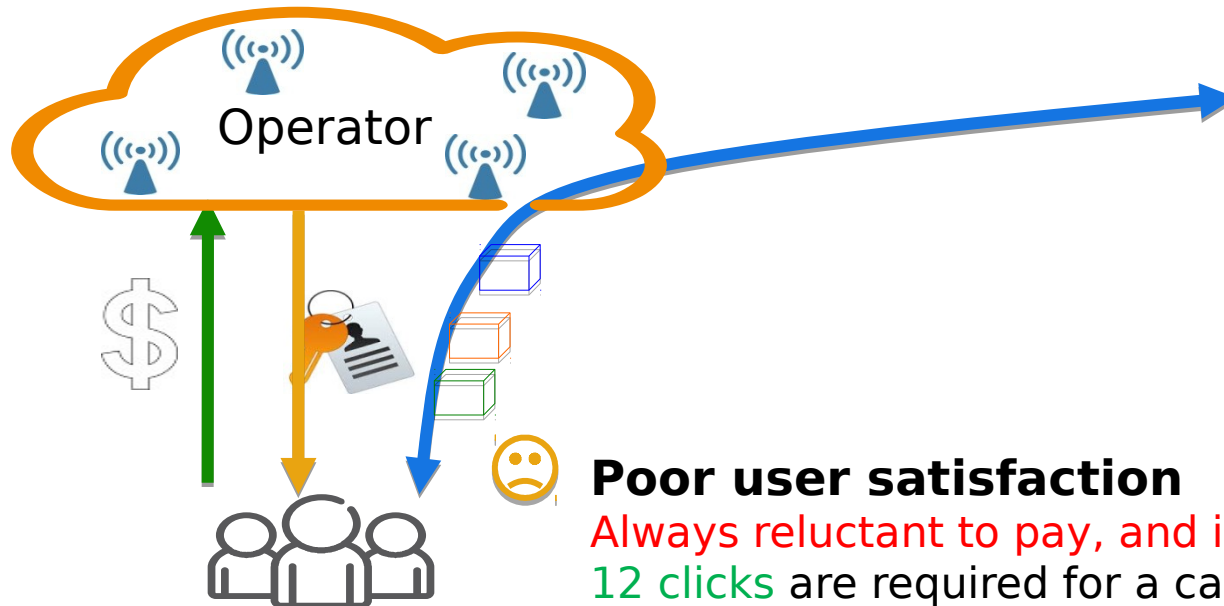 Operator
Poor user satisfaction
Always reluctant to pay, and i
12 clicks are required for a ca